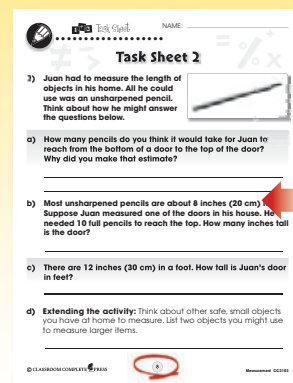 1 2 3 Task Sheet
NAME:
Task Sheet 2
3) Juan had to measure the length of
objects in his home. All he could
use was an unsharpened pencil.
Think about how he might answer
the questions below.
a) How many pencils do you think it would take for Juan to
reach from the bottom of a door to the top of the door?
Why did you make that estimate?
b) Most unsharpened pencils are about 8 inches (20 cm)
Suppose Juan measured one of the doors in his house. He
needed 10 full pencils to reach the top. How many inches tall
is the door?
c) There are 12 inches (30 cm) in a foot. How tall is Juan's door
in feet?
d) Extending the activity: Think about other safe, small objects
you have at home to measure. List two objects you might use
to measure larger items.
© CLASSROOM COMPLETE PRESS
6
Measurement CC3103